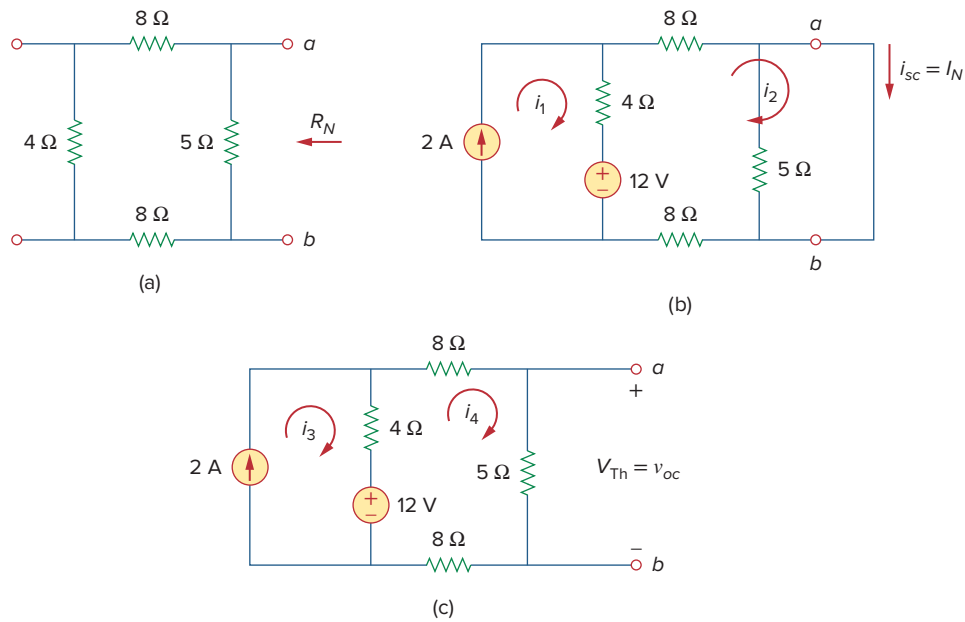 8 Ω
a
4 Ω
5 Ω
R_N
8 Ω
b
(a)
8 Ω
a
i_1
4 Ω
i_2
i_sc = I_N
2 A
12 V
5 Ω
8 Ω
b
(b)
8 Ω
a
+
i_3
4 Ω
i_4
2 A
5 Ω
V_Th = v_oc
+
−
12 V
8 Ω
−
b
(c)